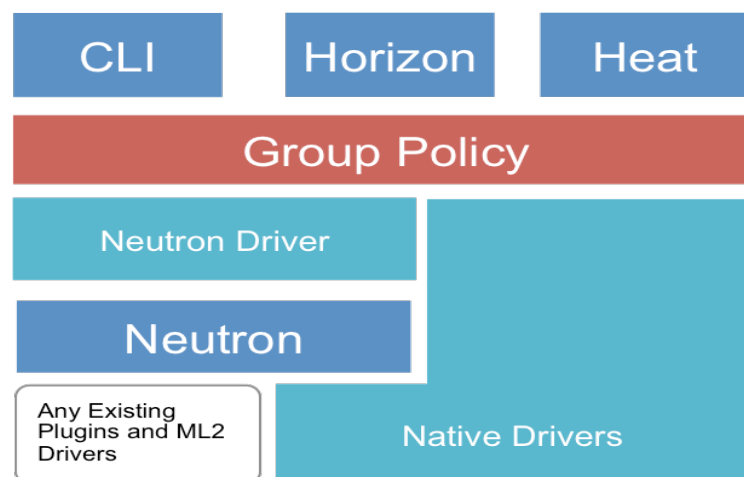 CLI
Horizon
Heat
Group Policy
Neutron Driver
Neutron
Any Existing
Plugins and ML2
Drivers
Native Drivers